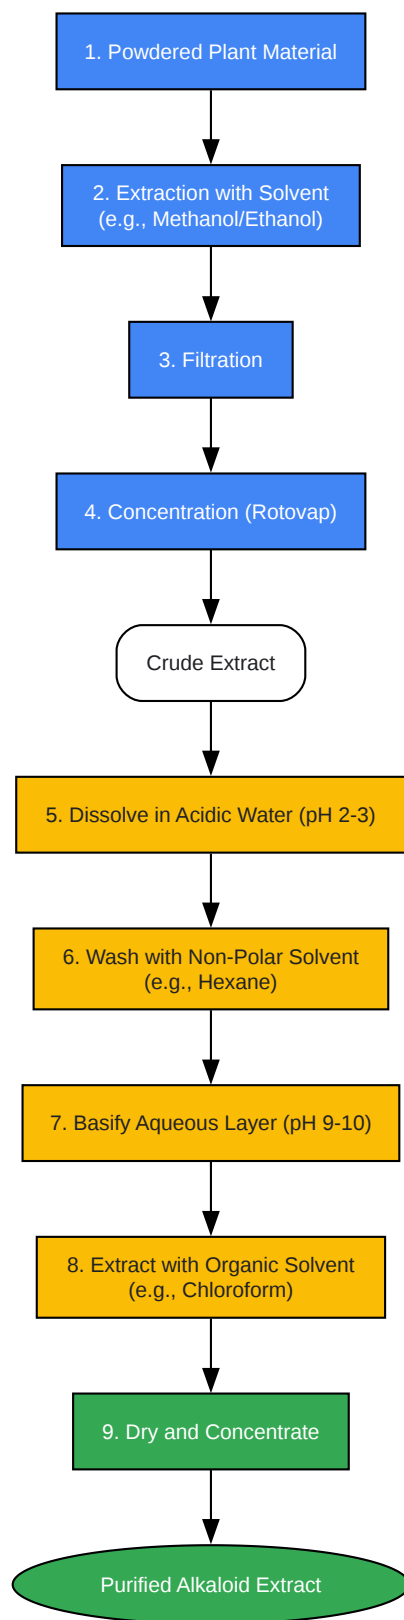 1. Powdered Plant Material
2. Extraction with Solvent
(e.g., Methanol/Ethanol)
3. Filtration
4. Concentration (Rotovap)
Crude Extract
5. Dissolve in Acidic Water (pH 2-3)
6. Wash with Non-Polar Solvent
(e.g., Hexane)
7. Basify Aqueous Layer (pH 9-10)
8. Extract with Organic Solvent
(e.g., Chloroform)
9. Dry and Concentrate
Purified Alkaloid Extract